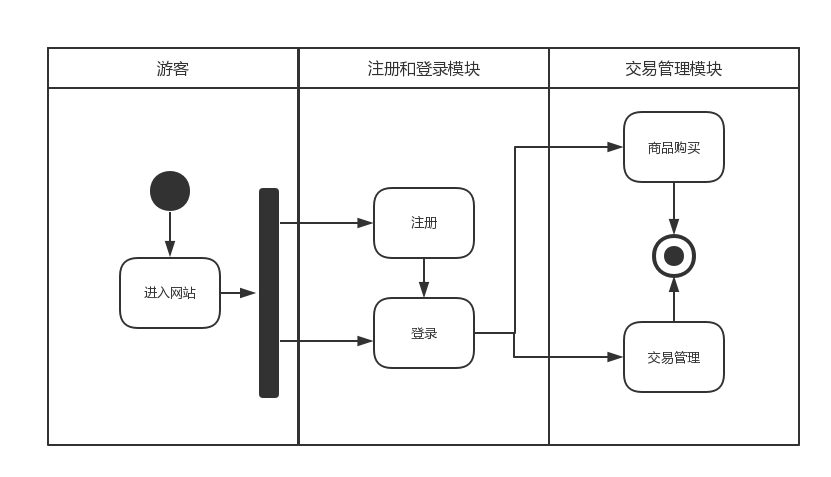 游客
注册和登录模块
交易管理模块
商品购买
注册
进入网站
登录
交易管理